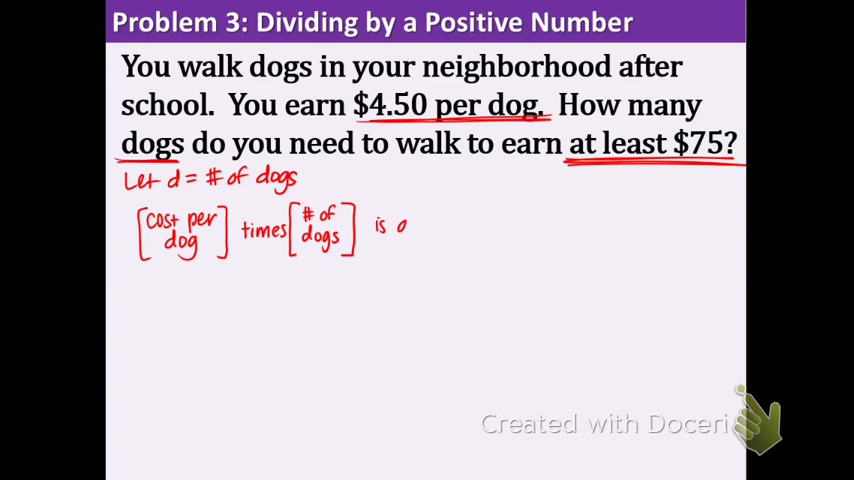 Problem 3: Dividing by a Positive Number
You walk dogs in your neighborhood after
school. You earn $4.50 per dog. How many
dogs do you need to walk to earn at least $75?
Let d = # of dogs
[cost per dog] times [# of dogs] is
Created with Doceri